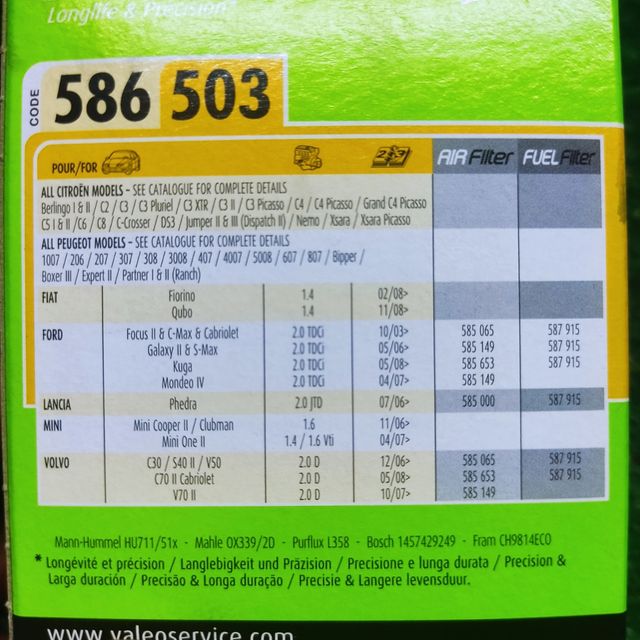 Longlife & Precision*
CODE 586 503
POUR/FOR AIR Filter FUEL Filter
ALL CITROËN MODELS - SEE CATALOGUE FOR COMPLETE DETAILS
Berlingo I & II / C2 / C3 / C3 Pluriel / C3 XTR / C3 II / C3 Picasso / C4 / C4 Picasso / Grand C4 Picasso
C5 I & II /C6 / C8 / C-Crosser / DS3 / Jumper II & III (Dispatch II) / Nemo / Xsara / Xsara Picasso
ALL PEUGEOT MODELS - SEE CATALOGUE FOR COMPLETE DETAILS
1007 / 206 / 207 / 307 / 308 / 3008 / 407 / 4007 / 5008 / 607 / 807 / Bipper /
Boxer III / Expert II / Partner I & II (Ranch)
FIAT Fiorino 1.4 02/08>
Qubo 1.4 11/08>
FORD Focus II & C-Max & Cabriolet 2.0 TDCi 10/03> 585 065 587 915
Galaxy II & S-Max 2.0 TDCi 05/06> 585 149 587 915
Kuga 2.0 TDCi 05/08> 585 653 587 915
Mondeo IV 2.0 TDCi 04/07> 585 149
LANCIA Phedra 2.0 JTD 07/06> 585 000 587 915
MINI Mini Cooper II / Clubman 1.6 11/06>
Mini One II 1.4 / 1.6 Vti 04/07>
VOLVO C30 / S40 II / V50 2.0 D 12/06> 585 065 587 915
C70 II Cabriolet 2.0 D 05/08> 585 653 587 915
V70 II 2.0 D 10/07> 585 149
Mann-Hummel HU711/51x - Mahle OX339/2D - Purflux L358 - Bosch 1457429249 - Fram CH9814ECO
* Longévité et précision / Langlebigkeit und Präzision / Precisione e lunga durata / Precision &
Larga duración / Precisão & Longa duração / Precisie & Langere levensduur.
www.valeoservice.com